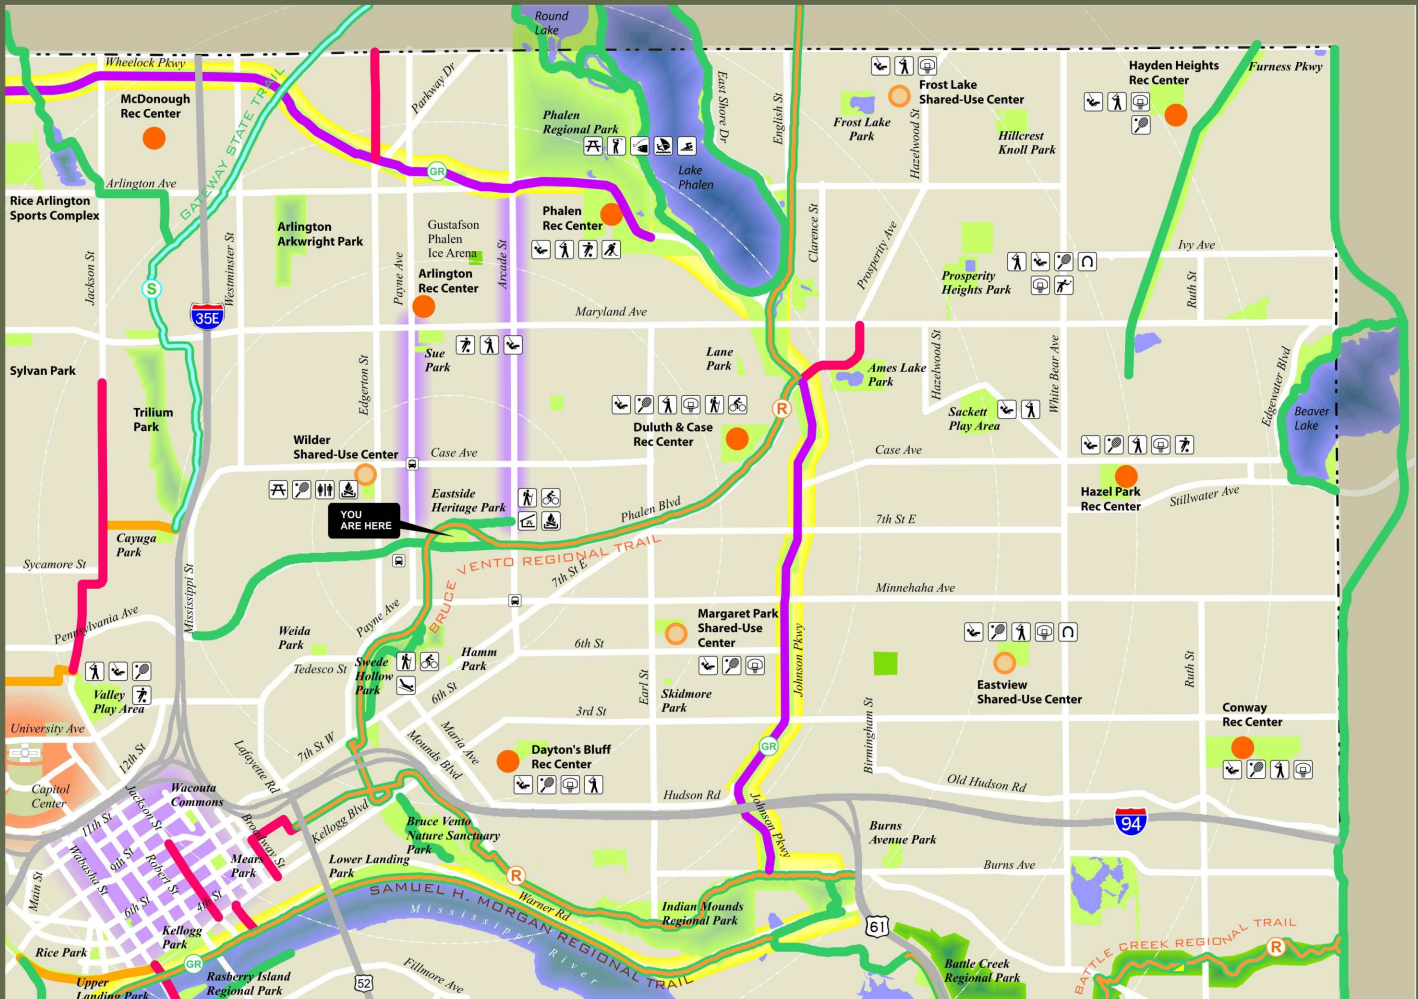 Round
Lake
Wheelock Pkwy
GATEWAY STATE TRAIL
Parkway Dr
McDonough
Rec Center
Phalen
Regional Park
East Shore Dr
English St
Frost Lake
Shared-Use Center
Frost Lake
Park
Hazelwood St
Hillcrest
Knoll Park
Hayden Heights
Rec Center
Furness Pkwy
GR
Lake
Phalen
Arlington Ave
Rice Arlington
Sports Complex
Arlington
Arkwright Park
Gustafson
Phalen
Ice Arena
Arlington
Rec Center
Phalen
Rec Center
Jackson St
Westminster St
Payne Ave
Arcade St
Clarence St
Prosperity Ave
Prosperity
Heights Park
Ivy Ave
Ruth St
S
35E
Maryland Ave
Sylvan Park
Trilium
Park
Edgerton St
Sue
Park
Lane
Park
Ames Lake
Park
Hazelwood St
White Bear Ave
Edgewater Blvd
Beaver
Lake
Sackett
Play Area
R
Duluth & Case
Rec Center
Wilder
Shared-Use Center
Case Ave
Case Ave
Hazel Park
Rec Center
Stillwater Ave
Eastside
Heritage Park
YOU
ARE HERE
Phalen Blvd
7th St E
Cayuga
Park
BRUCE VENTO REGIONAL TRAIL
7th St E
Sycamore St
Mississippi St
Minnehaha Ave
Pennsylvania Ave
Payne Ave
Weida
Park
Tedesco St
Swede
Hollow
Park
Hamm
Park
6th St
6th St
Margaret Park
Shared-Use
Center
Johnson Pkwy
Earl St
Skidmore
Park
Eastview
Shared-Use Center
Ruth St
Valley
Play Area
University Ave
3rd St
Birmingham St
Conway
Rec Center
7th St W
Maria Ave
Mounds Blvd
Dayton's Bluff
Rec Center
GR
12th St
Lafayette Rd
Capitol
Center
Wacouta
Commons
Jackson St
11th St
Hudson Rd
Old Hudson Rd
Johnson Pkwy
94
Kellogg Blvd
Broadway St
Bruce Vento
Nature Sanctuary
Park
Burns
Avenue Park
Burns Ave
9th St
Wabasha St
Robert St
Mears
Park
Lower Landing
Park
R
Main St
6th St
4th St
SAMUEL H. MORGAN REGIONAL TRAIL
Mississippi River
Warner Rd
Indian Mounds
Regional Park
61
Kellogg
Park
Rice Park
GR
Rasberry Island
Regional Park
Upper
Landing Park
52
Fillmore Ave
Battle Creek
Regional Park
BATTLE CREEK REGIONAL TRAIL
R